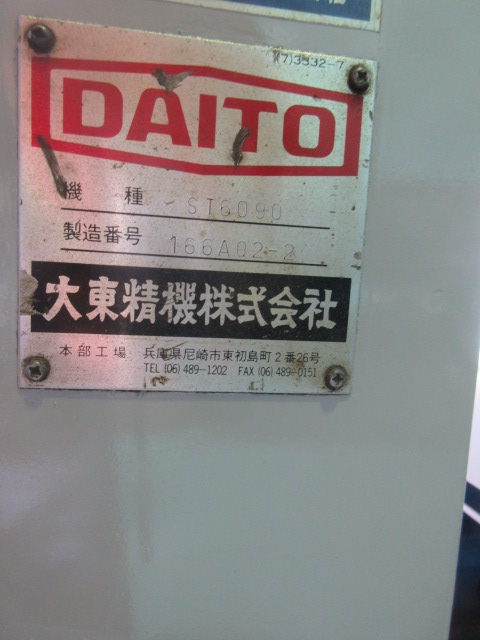 (7)3332-7
DAITO
機 種 ST6090
製造番号 166A02-2
大東精機株式会社
本部工場 兵庫県尼崎市東初島町2番26号
TEL (06) 489-1202 FAX (06) 489-0151